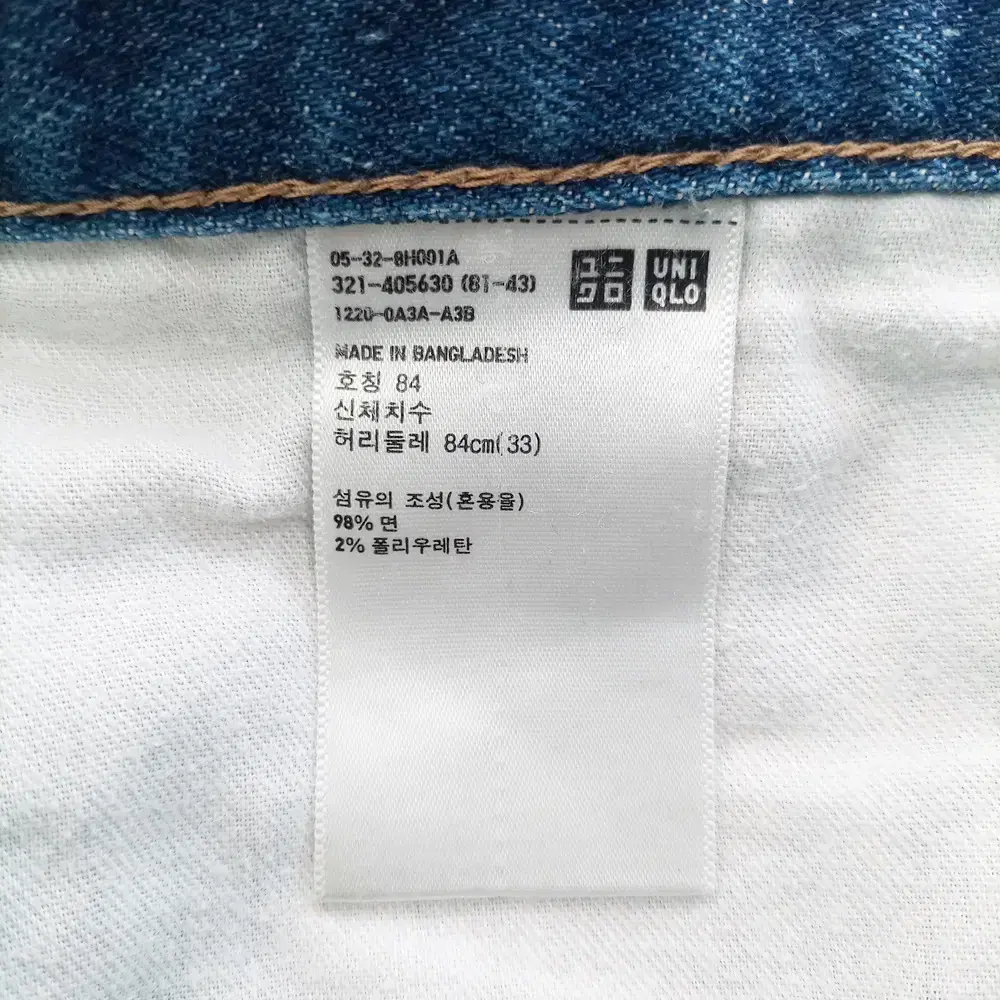 05-32-8H001A
321-405630 (81-43)
1220-0A3A-A3B
ユニ
クロ
UNI
QLO
MADE IN BANGLADESH
호칭 84
신체치수
허리둘레 84cm(33)
섬유의 조성(혼용율)
98% 면
2% 폴리우레탄